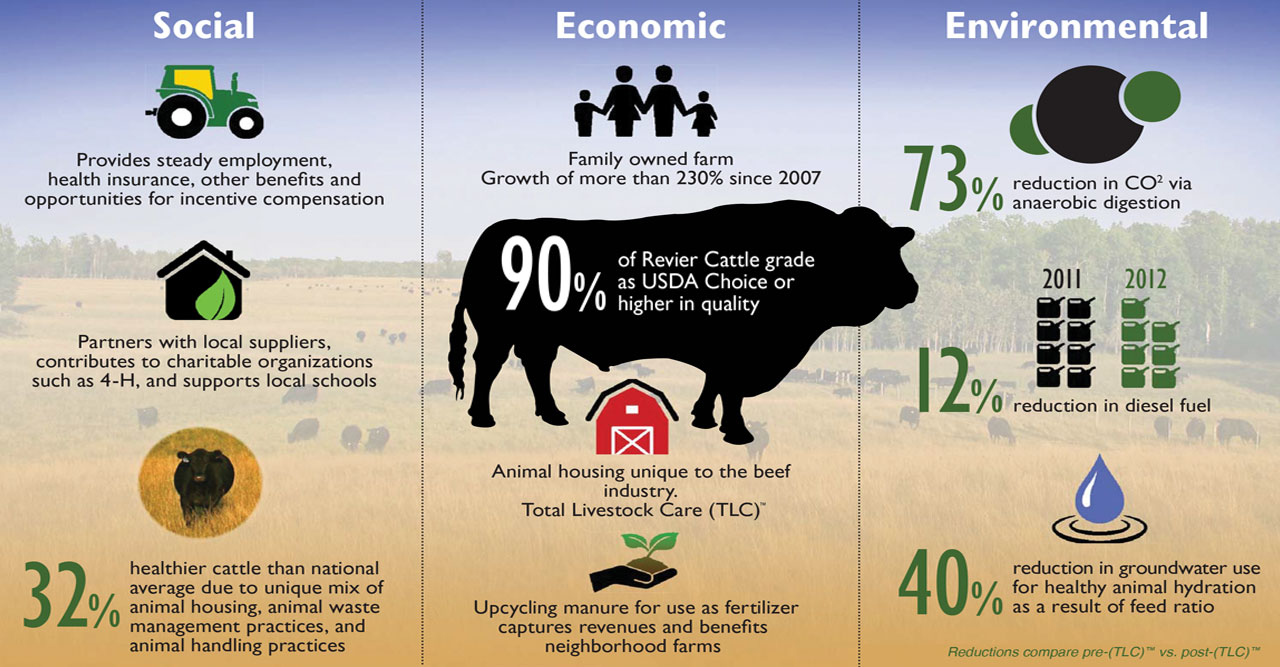 Social
Provides steady employment,
health insurance, other benefits and
opportunities for incentive compensation
Partners with local suppliers,
contributes to charitable organizations
such as 4-H, and supports local schools
32%
healthier cattle than national
average due to unique mix of
animal housing, animal waste
management practices, and
animal handling practices
Economic
Family owned farm
Growth of more than 230% since 2007
90%
of Revier Cattle grade
as USDA Choice or
higher in quality
Animal housing unique to the beef
industry.
Total Livestock Care (TLC)™
Upcycling manure for use as fertilizer
captures revenues and benefits
neighborhood farms
Environmental
73%
reduction in CO² via
anaerobic digestion
2011 2012
12%
reduction in diesel fuel
40%
reduction in groundwater use
for healthy animal hydration
as a result of feed ratio
Reductions compare pre-(TLC)™ vs. post-(TLC)™